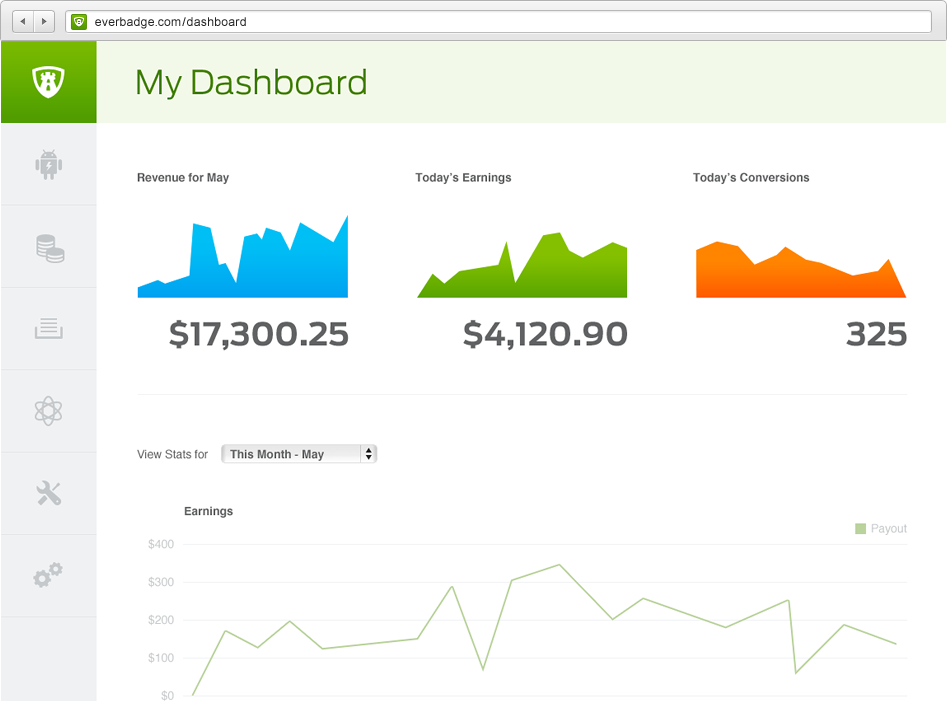 everbadge.com/dashboard
My Dashboard
Revenue for May
Today’s Earnings
Today’s Conversions
$17,300.25
$4,120.90
325
View Stats for
This Month - May
Earnings
Payout
$400
$300
$200
$100
$0